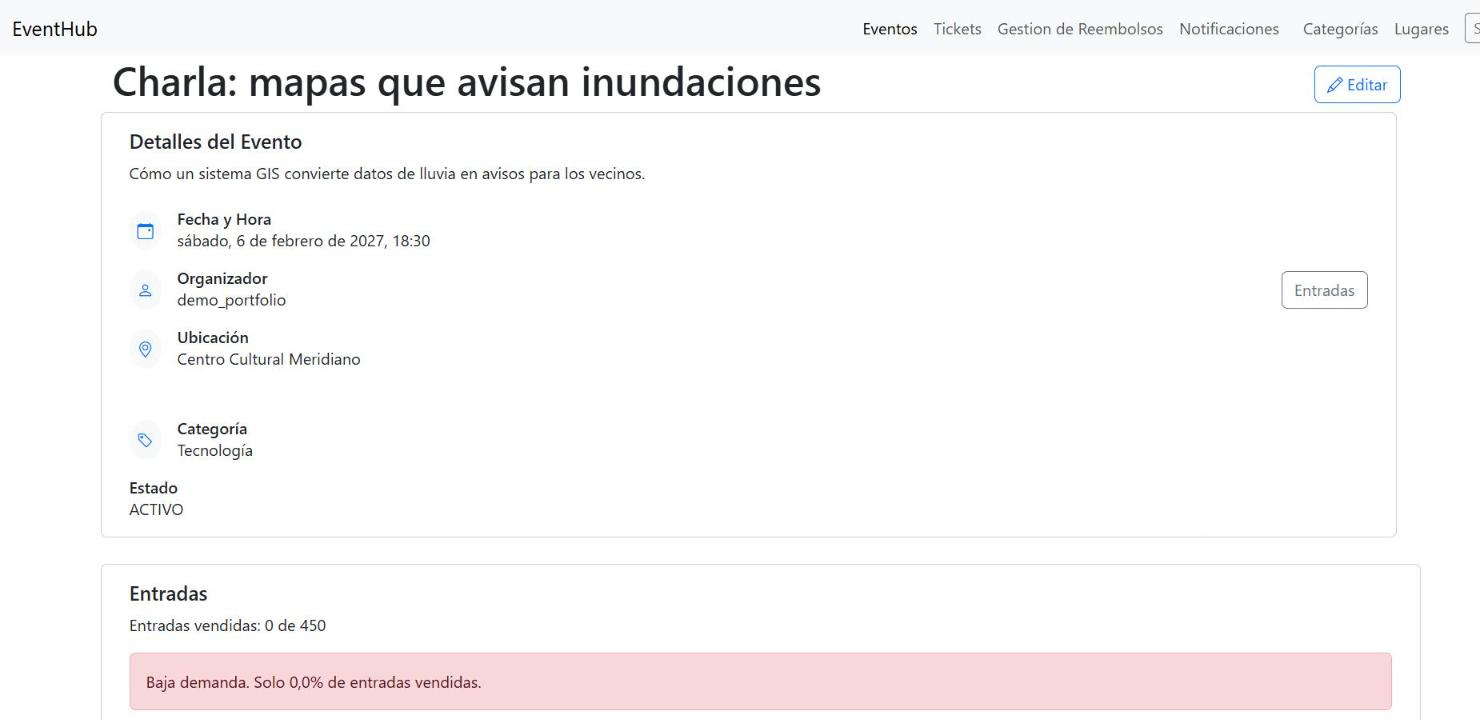 EventHub
Eventos Tickets Gestion de Reembolsos Notificaciones Categorías Lugares
Charla: mapas que avisan inundaciones
Editar
Detalles del Evento
Cómo un sistema GIS convierte datos de lluvia en avisos para los vecinos.
Fecha y Hora
sábado, 6 de febrero de 2027, 18:30
Organizador
demo_portfolio
Entradas
Ubicación
Centro Cultural Meridiano
Categoría
Tecnología
Estado
ACTIVO
Entradas
Entradas vendidas: 0 de 450
Baja demanda. Solo 0,0% de entradas vendidas.